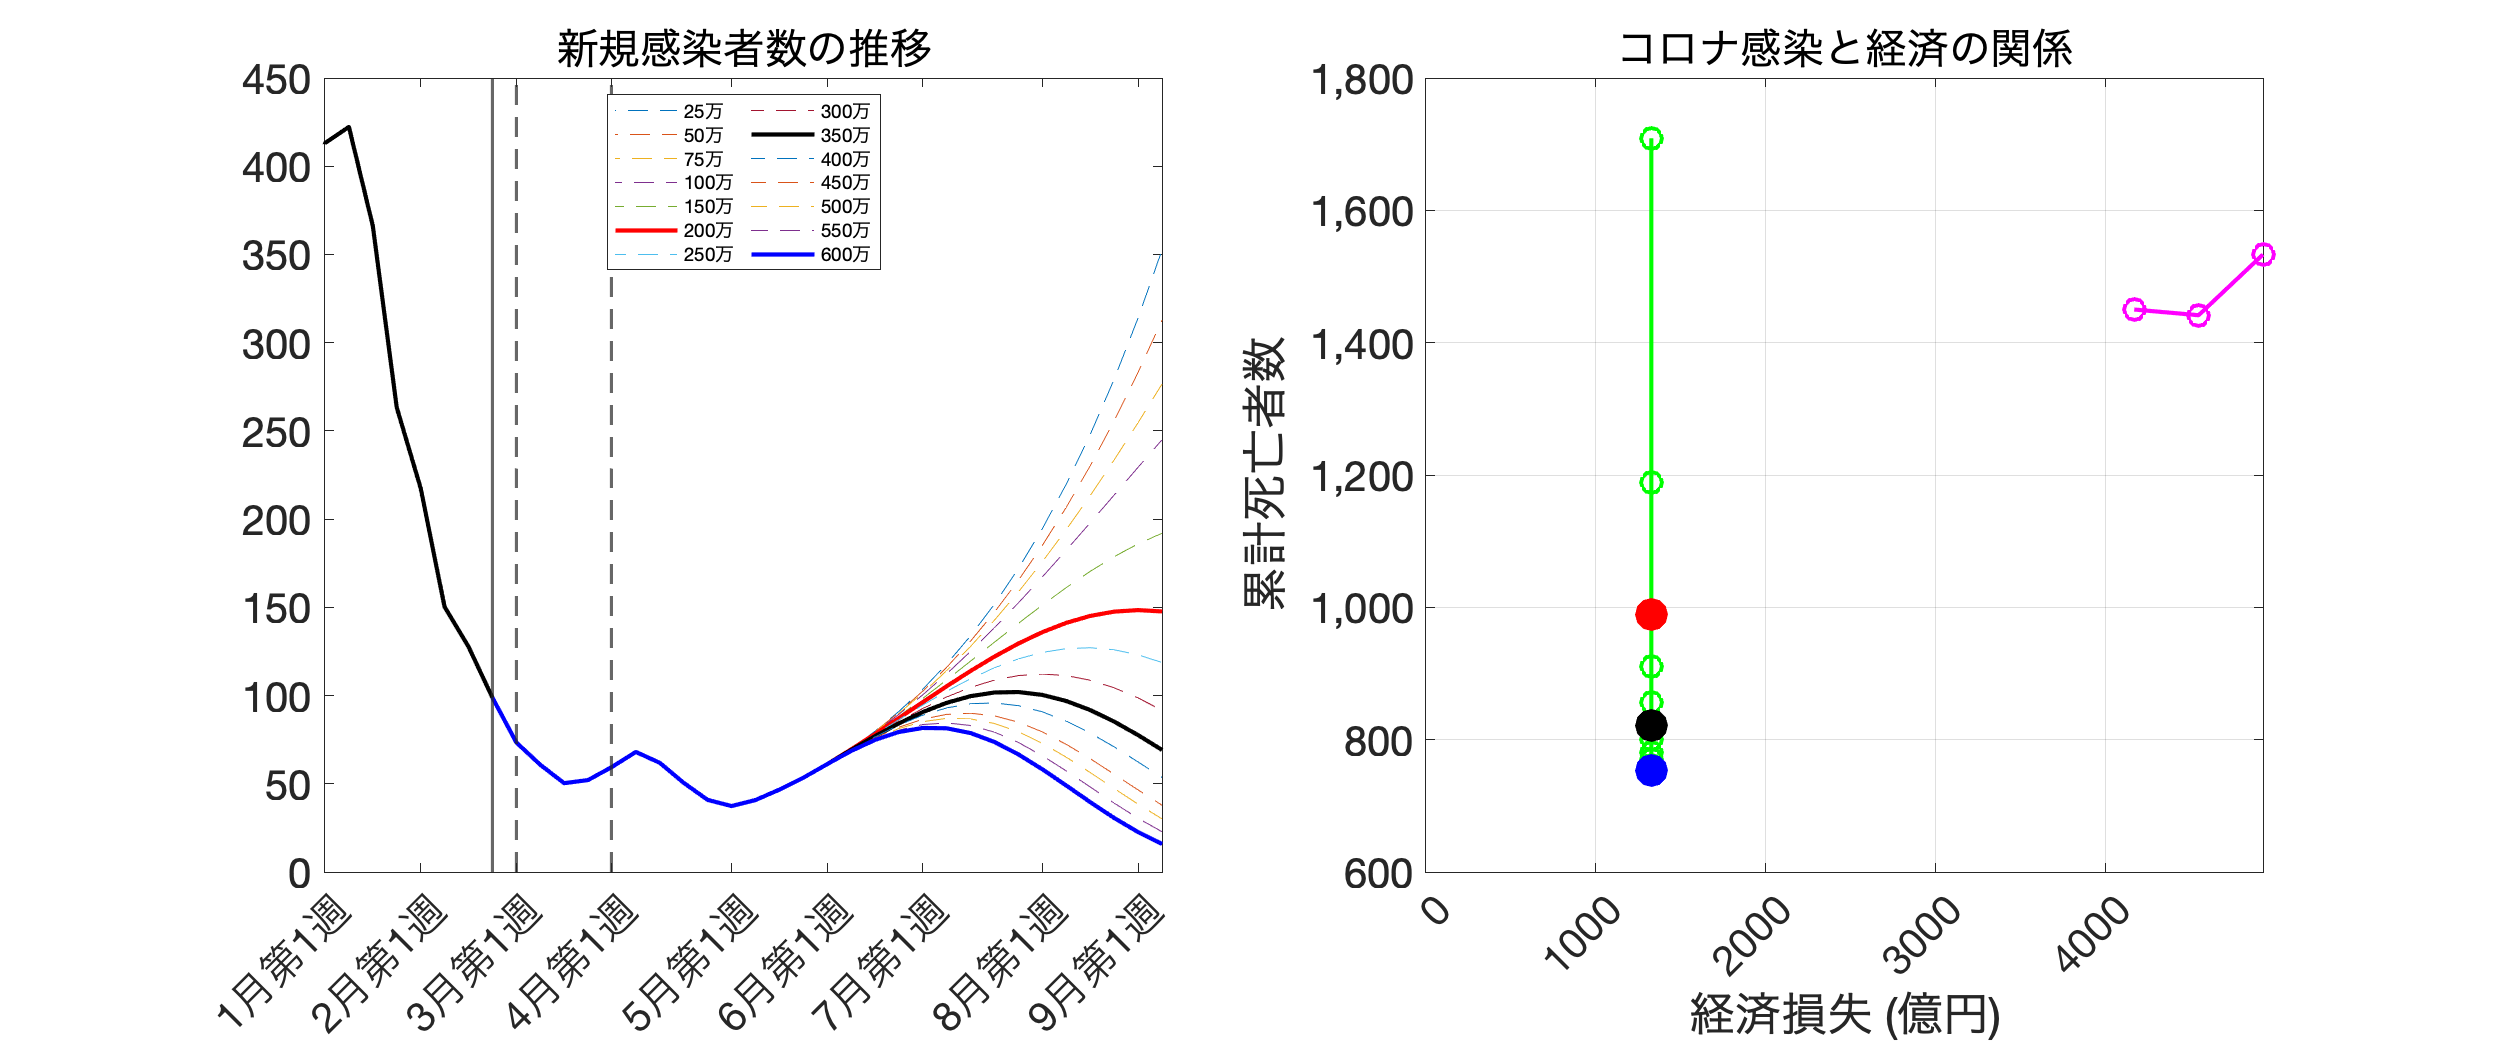 新規感染者数の推移
450
400
350
300
250
200
150
100
50
0
25万
50万
75万
100万
150万
200万
250万
300万
350万
400万
450万
500万
550万
600万
1月第1週
2月第1週
3月第1週
4月第1週
5月第1週
6月第1週
7月第1週
8月第1週
9月第1週
コロナ感染と経済の関係
累計死亡者数
1,800
1,600
1,400
1,200
1,000
800
600
0
1000
2000
3000
4000
経済損失 (億円)